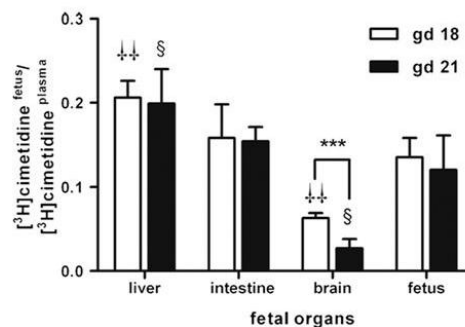 [³H]cimetidine ᶠᵉᵗᵘˢ/
[³H]cimetidine ᵖˡᵃˢᵐᵃ
0.3
0.2
0.1
0.0
gd 18
gd 21
‡‡
§
***
‡‡
§
liver
intestine
brain
fetus
fetal organs